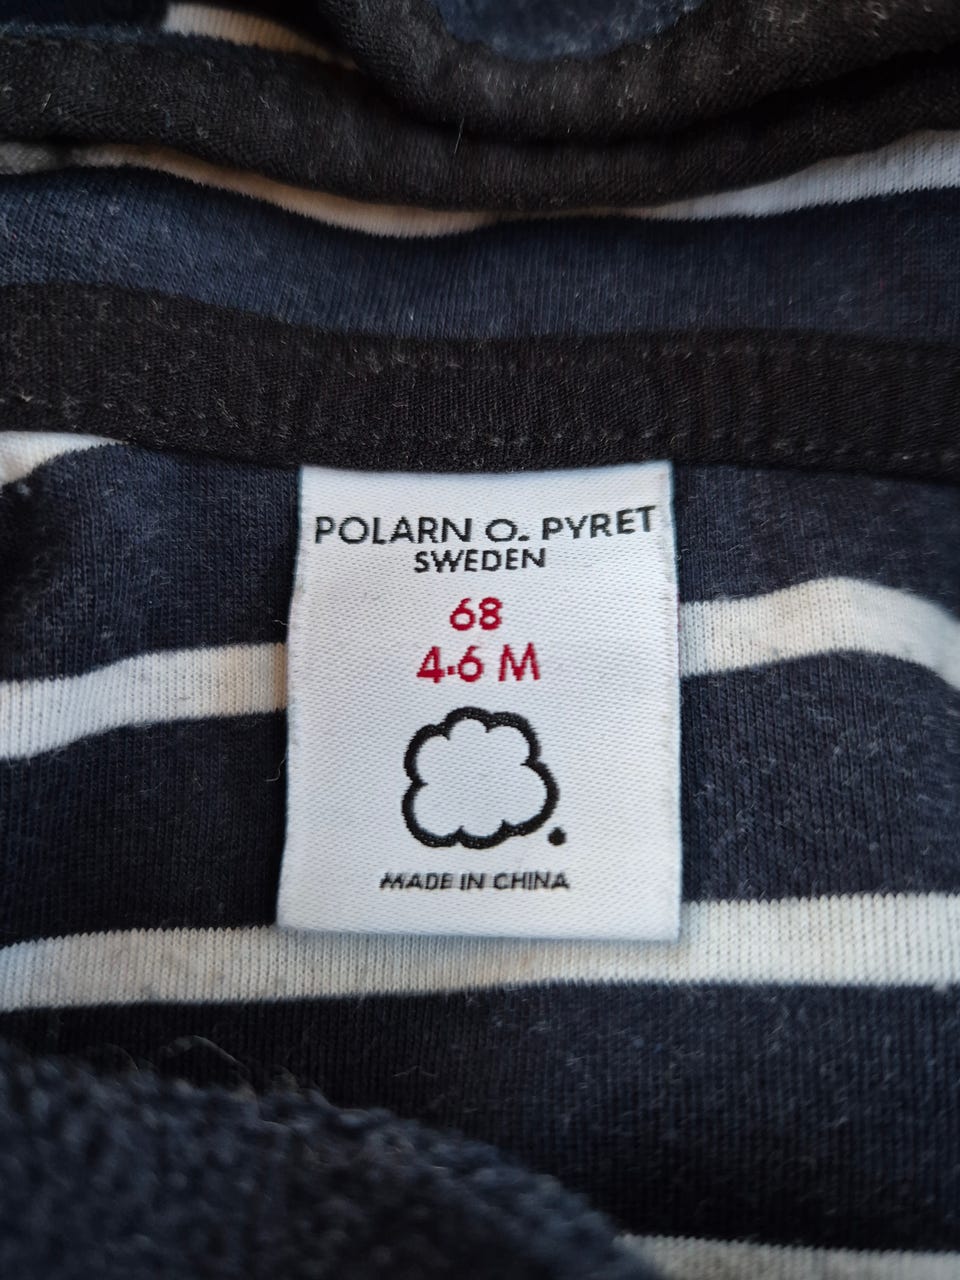 POLARN O. PYRET
SWEDEN
68
4-6 M
MADE IN CHINA